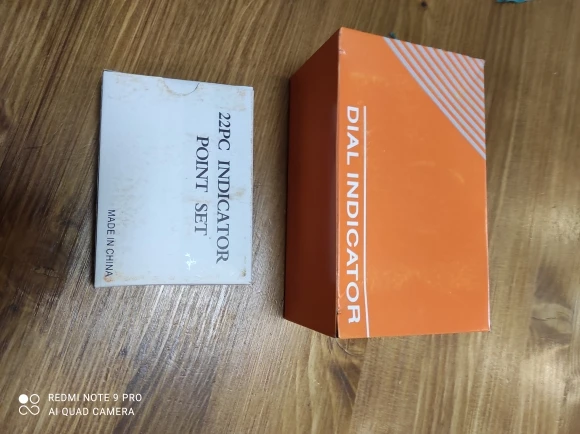 22PC INDICATOR
POINT SET
MADE IN CHINA
DIAL INDICATOR
REDMI NOTE 9 PRO
AI QUAD CAMERA